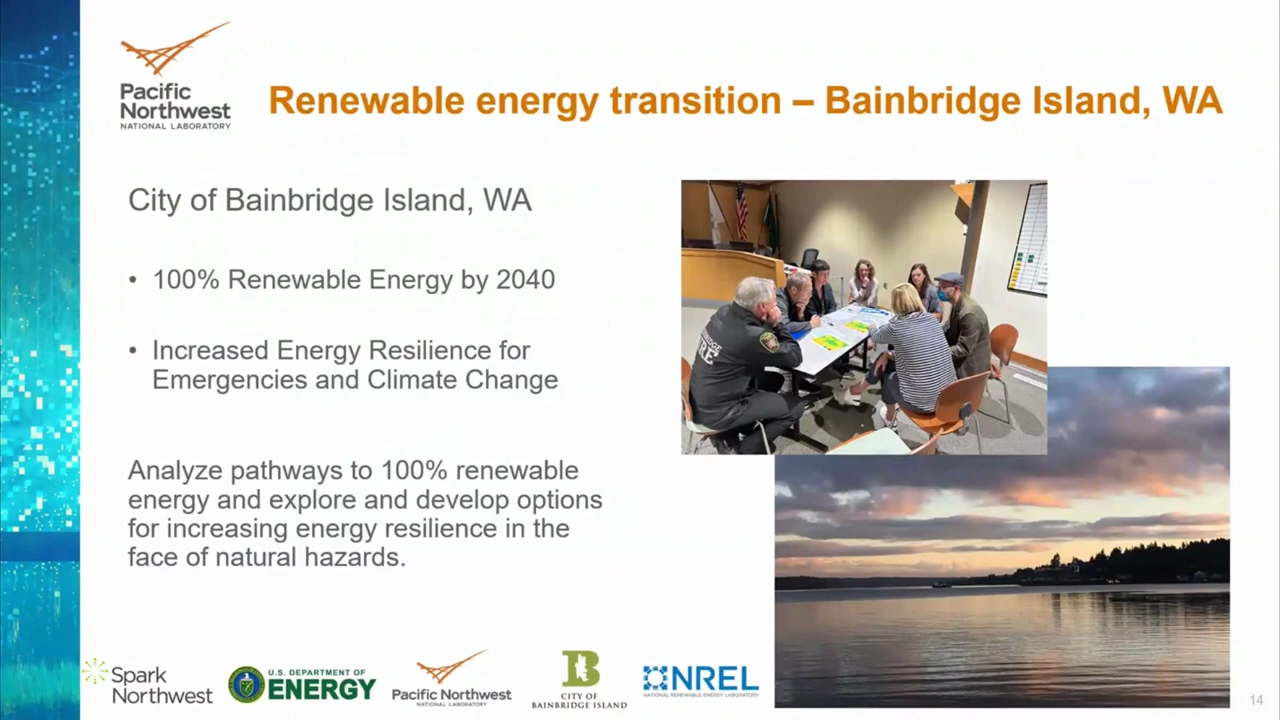 Pacific
Northwest
NATIONAL LABORATORY
Renewable energy transition – Bainbridge Island, WA
City of Bainbridge Island, WA
• 100% Renewable Energy by 2040
• Increased Energy Resilience for
Emergencies and Climate Change
Analyze pathways to 100% renewable
energy and explore and develop options
for increasing energy resilience in the
face of natural hazards.
Spark
Northwest
U.S. DEPARTMENT OF
ENERGY
Pacific Northwest
NATIONAL LABORATORY
B
CITY OF
BAINBRIDGE ISLAND
NREL
NATIONAL RENEWABLE ENERGY LABORATORY
14